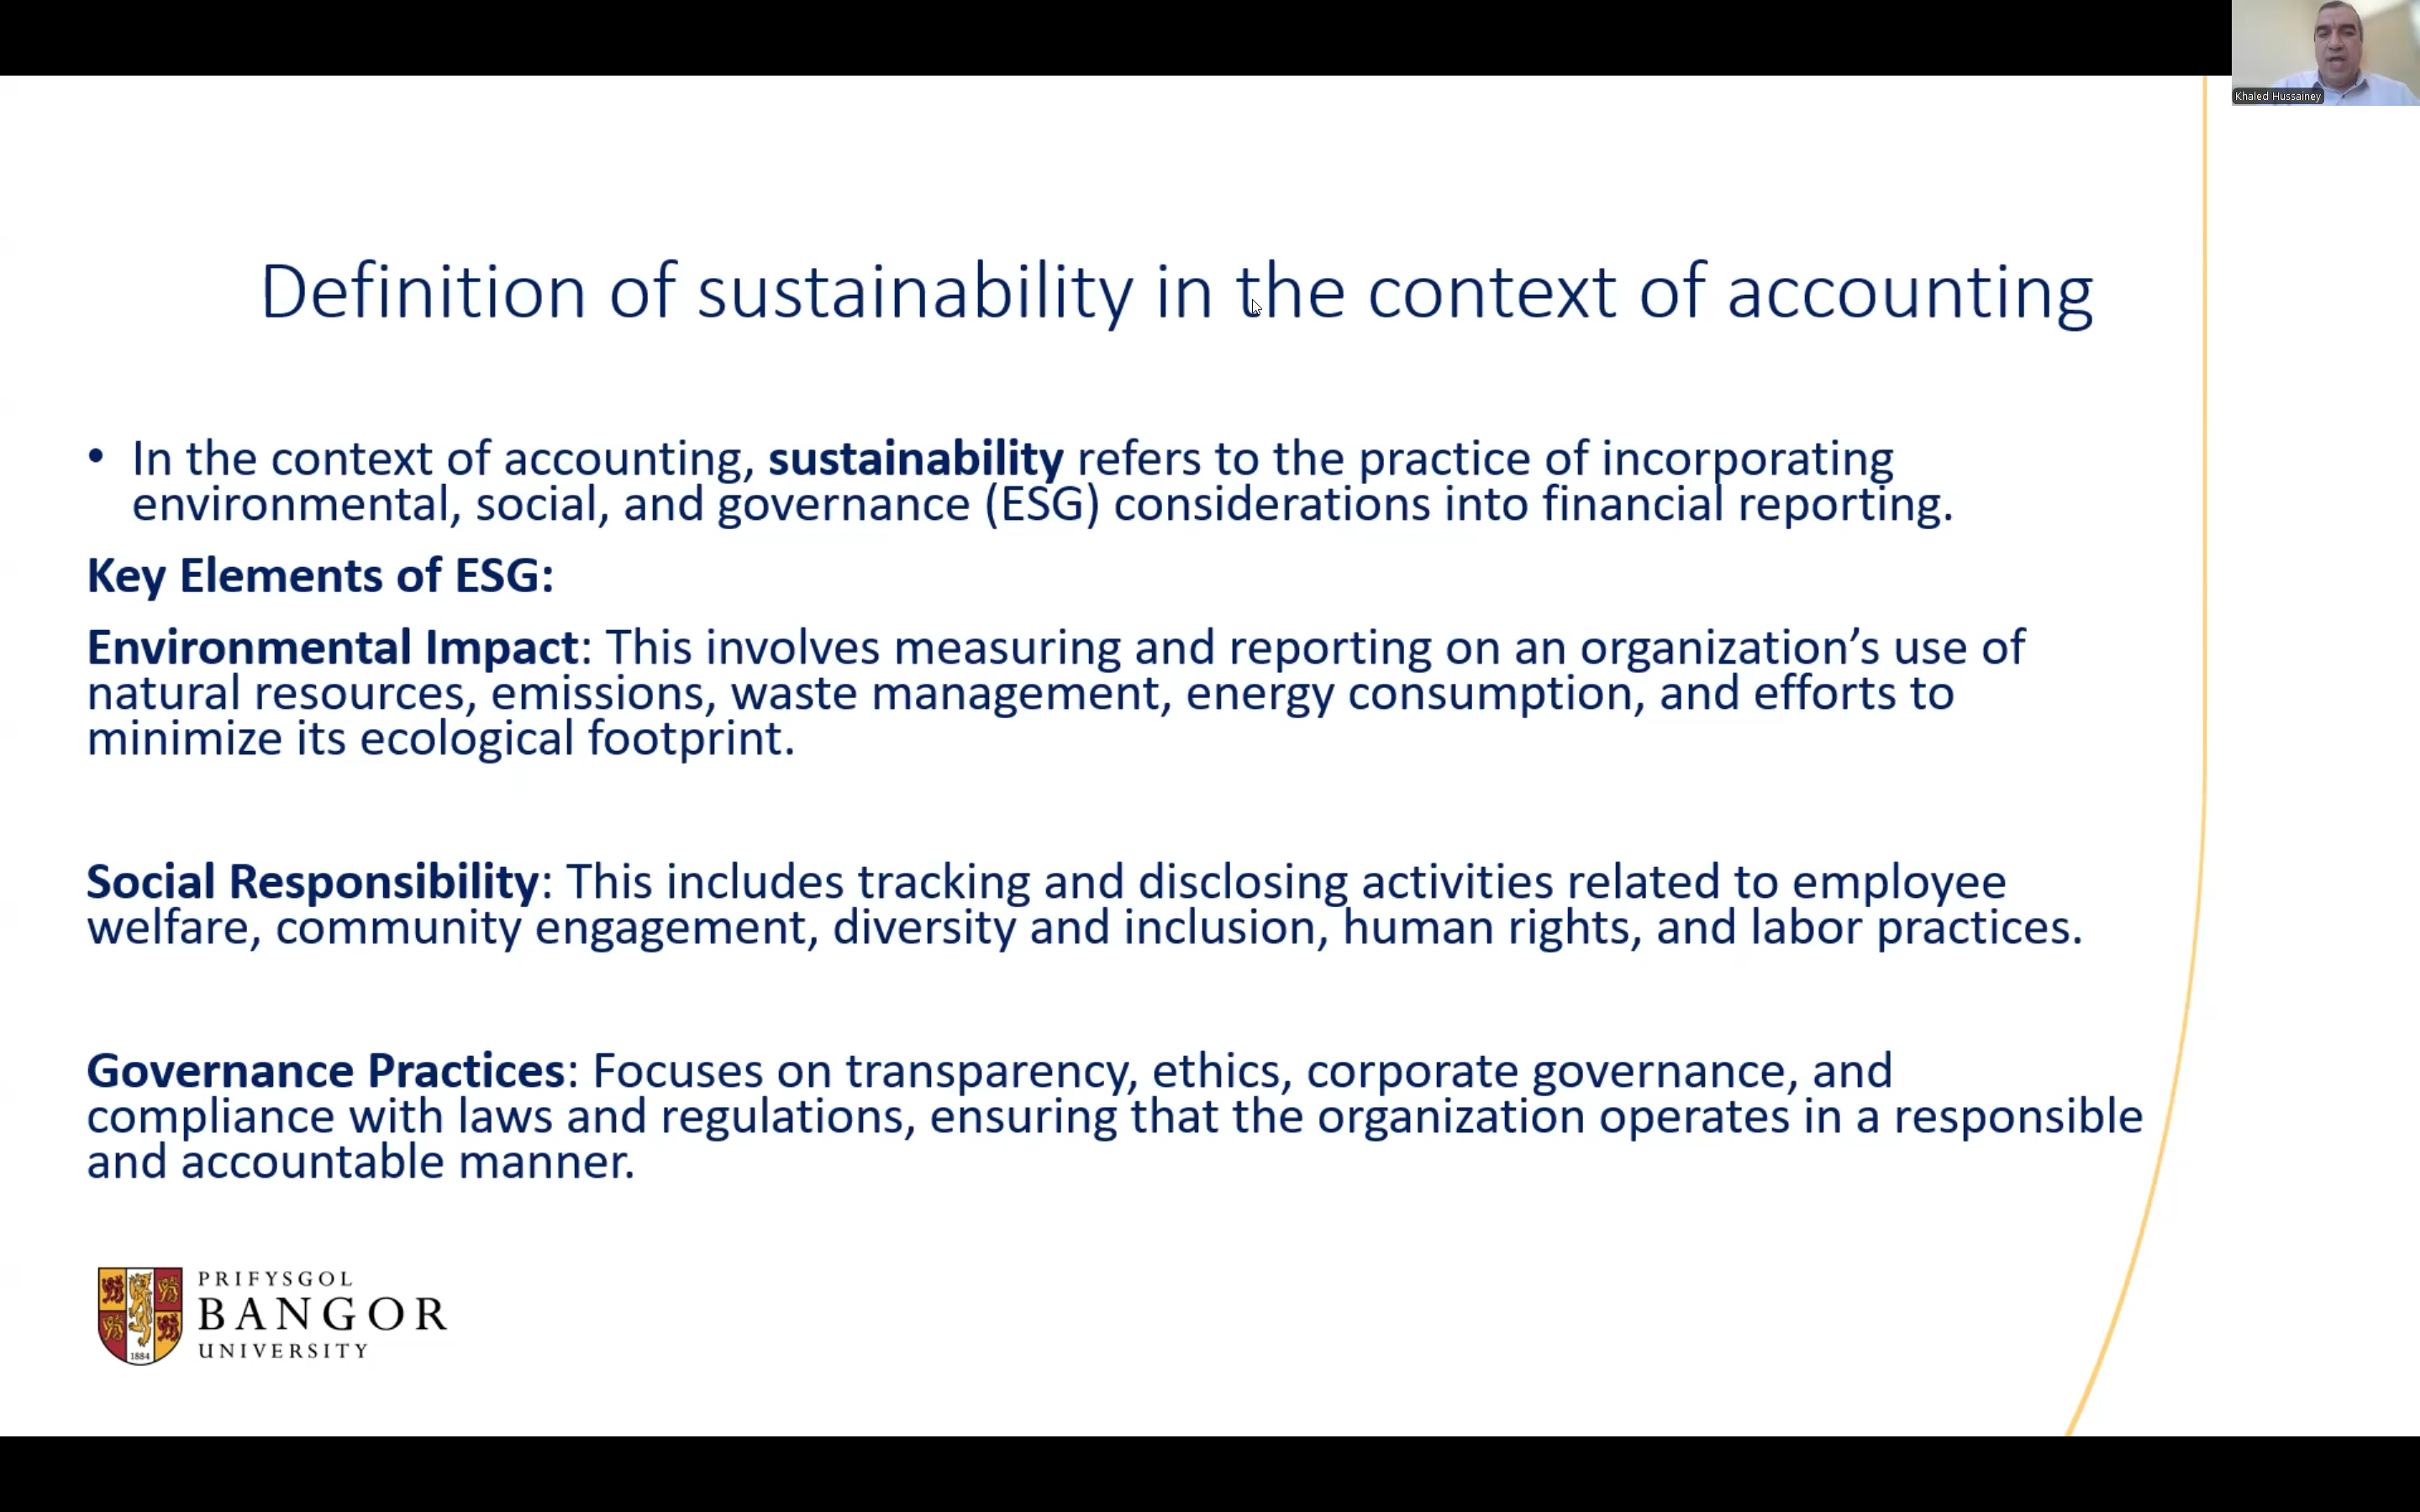 Khaled Hussainey
Definition of sustainability in the context of accounting
• In the context of accounting, sustainability refers to the practice of incorporating
environmental, social, and governance (ESG) considerations into financial reporting.
Key Elements of ESG:
Environmental Impact: This involves measuring and reporting on an organization’s use of
natural resources, emissions, waste management, energy consumption, and efforts to
minimize its ecological footprint.
Social Responsibility: This includes tracking and disclosing activities related to employee
welfare, community engagement, diversity and inclusion, human rights, and labor practices.
Governance Practices: Focuses on transparency, ethics, corporate governance, and
compliance with laws and regulations, ensuring that the organization operates in a responsible
and accountable manner.
PRIFYSGOL
BANGOR
UNIVERSITY
1884